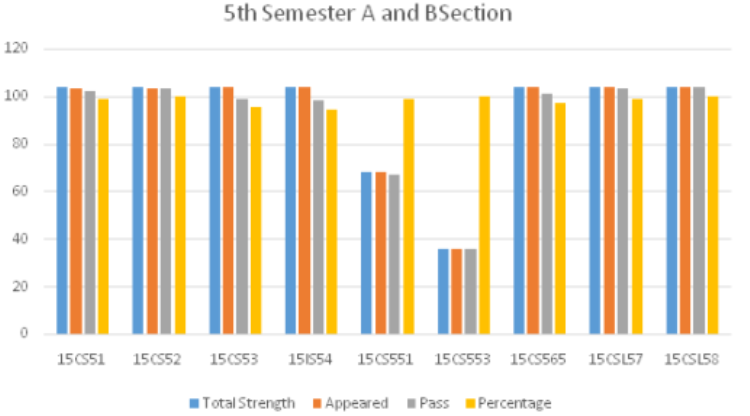 5th Semester A and BSection
120
100
80
60
40
20
0
15CS51 15CS52 15CS53 15IS54 15CS551 15CS553 15CS565 15CSL57 15CSL58
Total Strength Appeared Pass Percentage